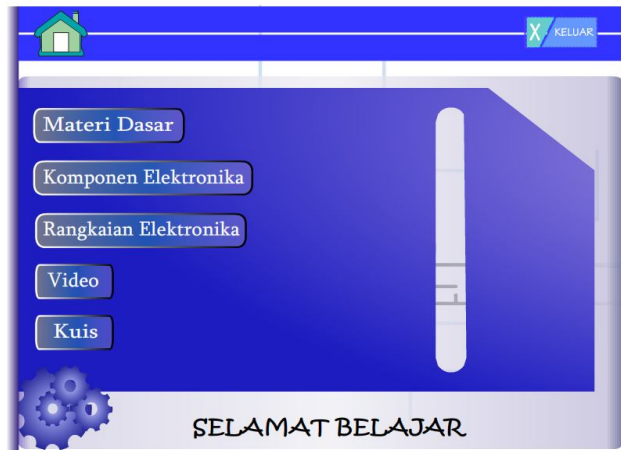 X KELUAR
Materi Dasar
Komponen Elektronika
Rangkaian Elektronika
Video
Kuis
SELAMAT BELAJAR